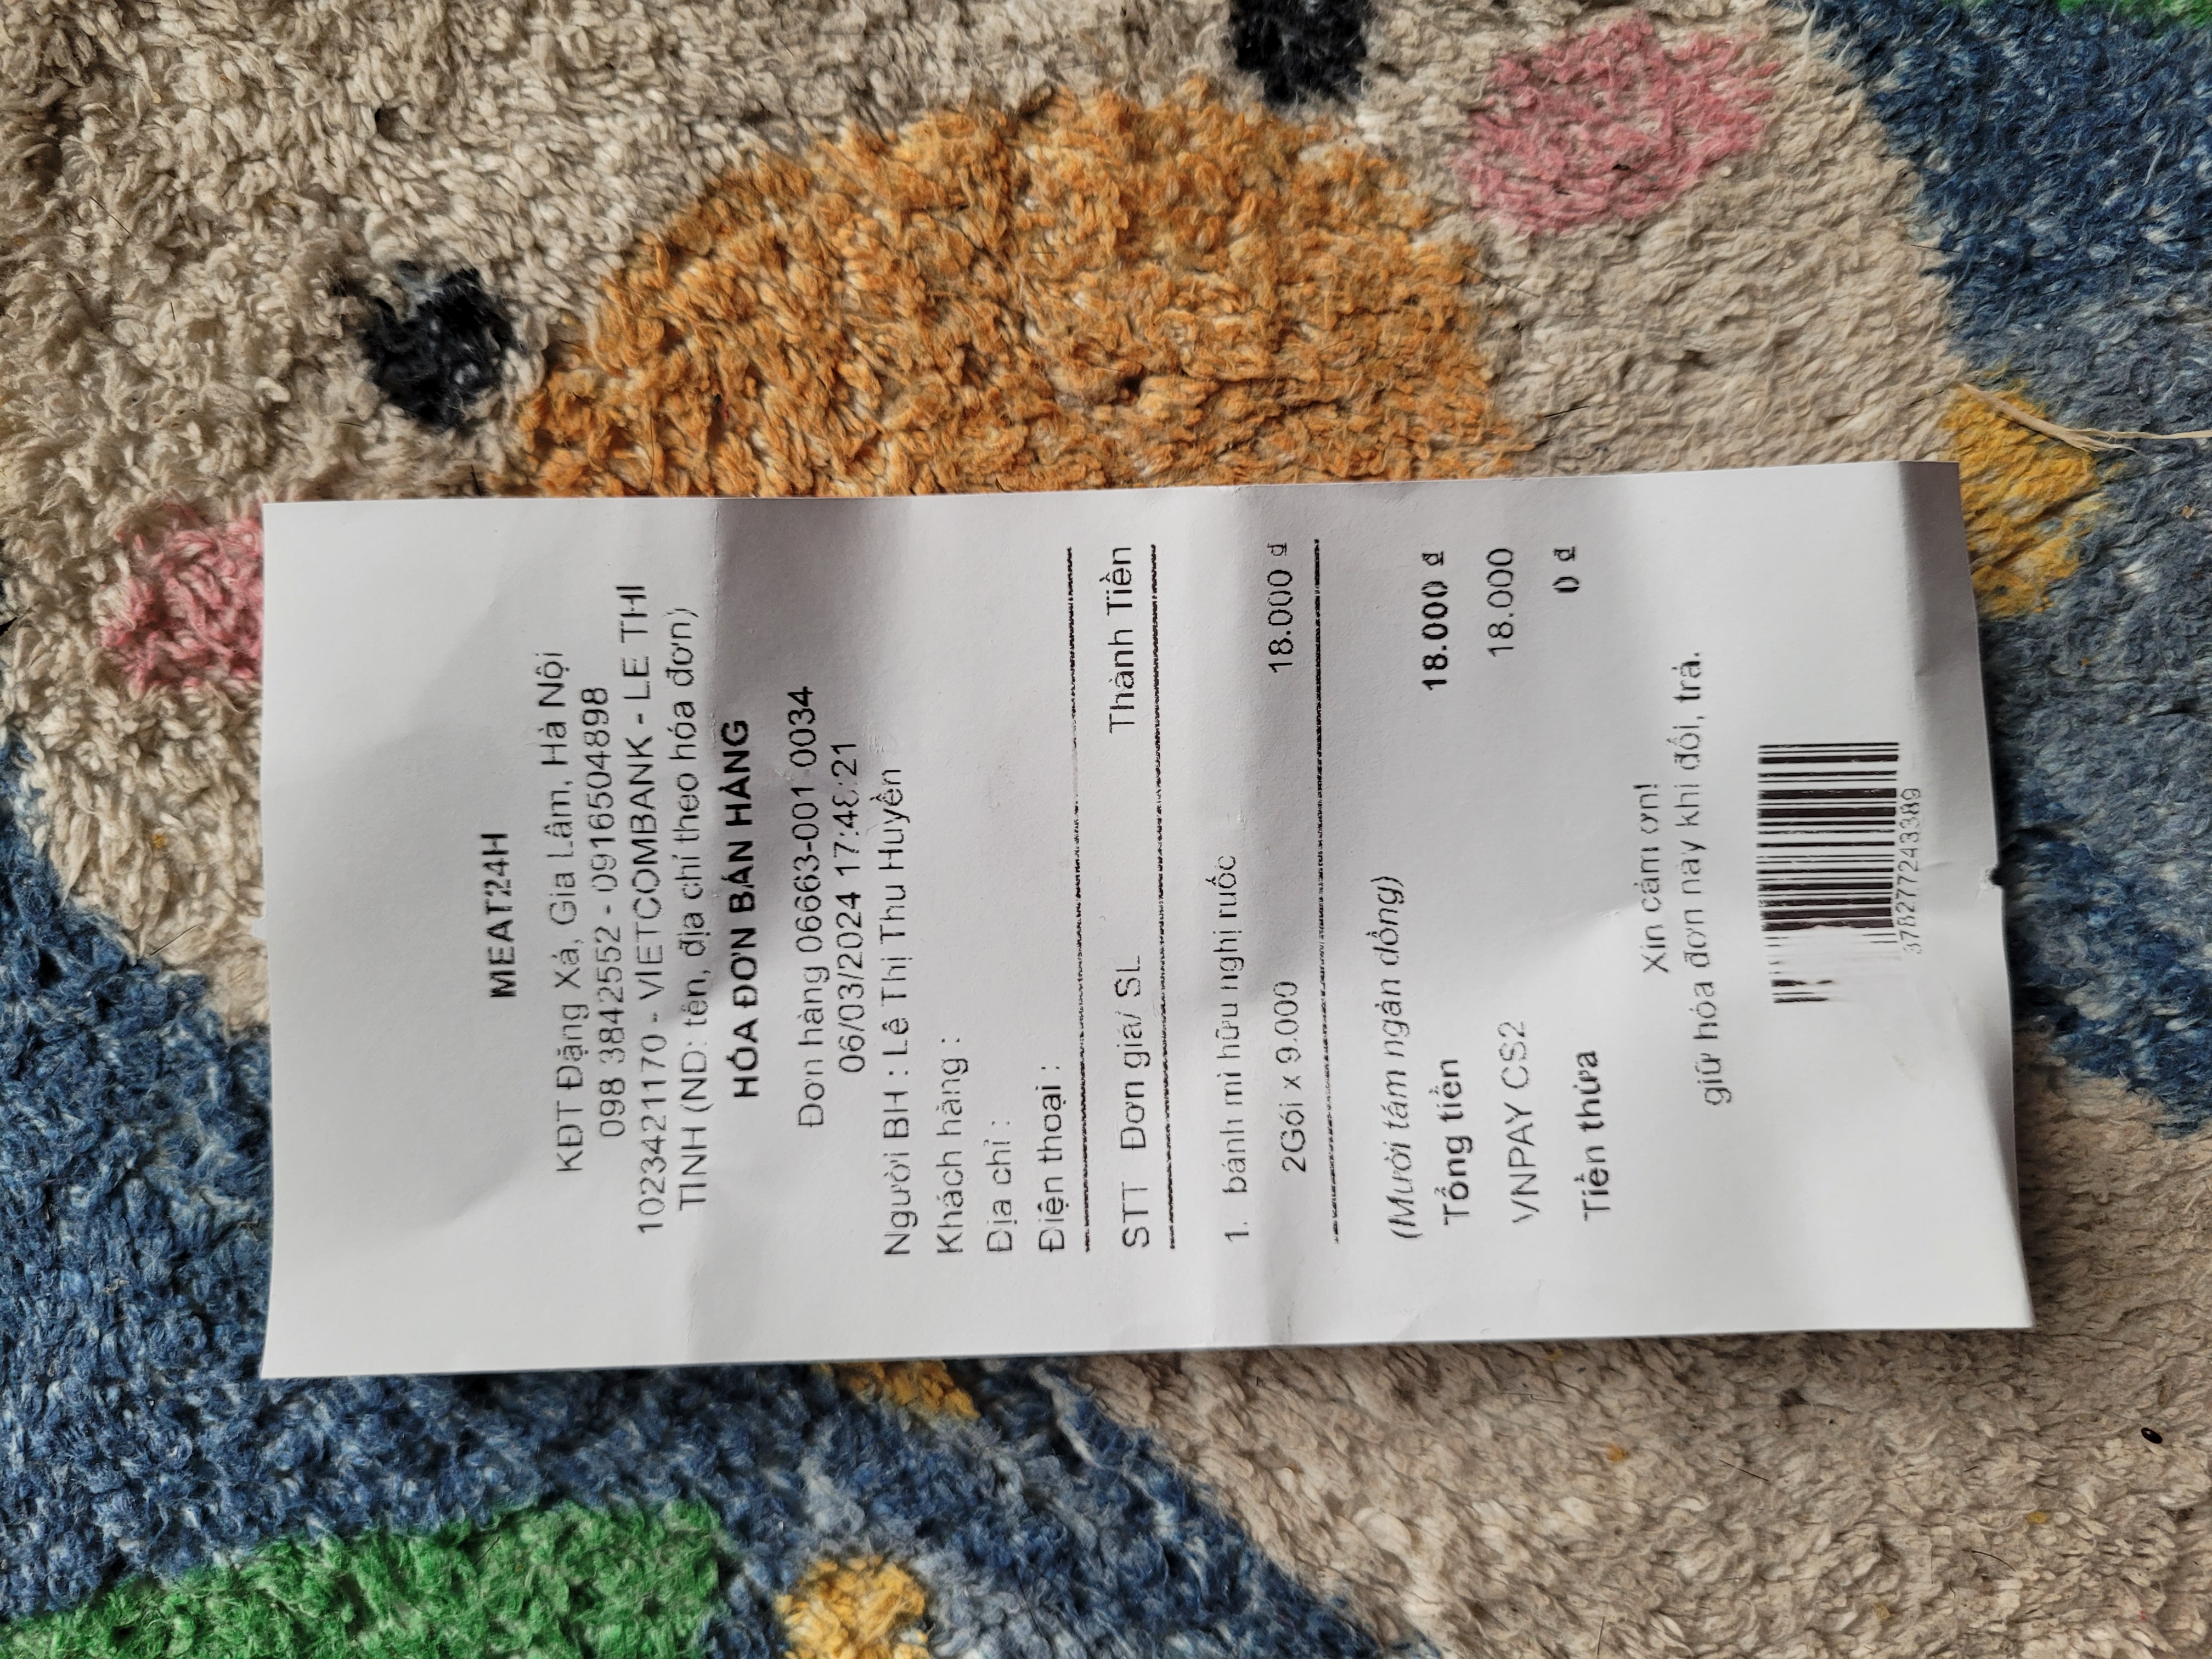 MEAT24H
KĐT Đặng Xá, Gia Lâm, Hà Nội
098 38425552 - 0916504898
1023421170 - VIETCOMBANK - LE THI
TINH (ND: tên, địa chỉ theo hóa đơn)
HÓA ĐƠN BÁN HÀNG
Đơn hàng 06663-001 0034
06/03/2024 17:48:21
Người BH : Lê Thị Thu Huyền
Khách hàng :
Địa chỉ :
Điện thoại :
STT Đơn giá/ SL Thành Tiền
1. bánh mì hữu nghị ruốc
2Gói x 9.000 18.000 đ
(Mười tám ngàn đồng)
Tổng tiền 18.000 đ
VNPAY CS2 18.000
Tiền thừa 0 đ
Xin cảm ơn!
giữ hóa đơn này khi đổi, trả.
3782777243389